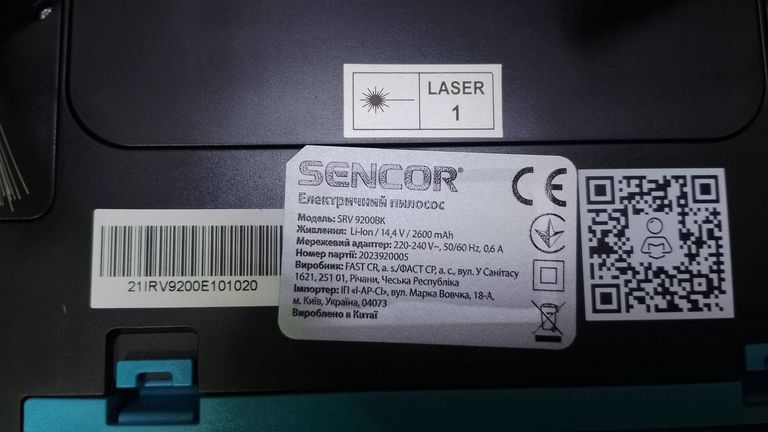 LASER
1
SENCOR®
Електричний пилосос
Модель: SRV 9200BK
Живлення: Li-Ion / 14,4 V / 2600 mAh
Мережевий адаптер: 220-240 V~, 50/60 Hz, 0,6 A
Номер партії: 2023920005
Виробник: FAST CR, a. s./ФАСТ СР, а. с., вул. У Санітасу
1621, 251 01, Річани, Чеська Республіка
Імпортер: ІП «І-АР-СІ», вул. Марка Вовчка, 18-А,
м. Київ, Україна, 04073
Вироблено в Китаї
CE
21IRV9200E101020